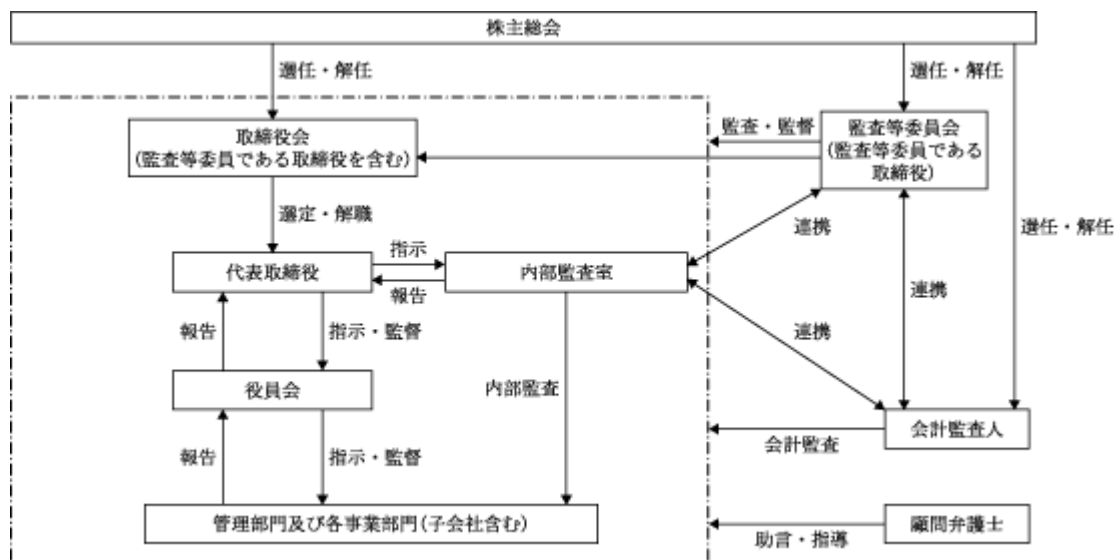 株主総会
選任・解任
選任・解任
取締役会
(監査等委員である取締役を含む)
監査・監督
監査等委員会
(監査等委員である
取締役)
選定・解職
連携
選任・解任
代表取締役
指示
報告
内部監査室
連携
報告
指示・監督
連携
役員会
内部監査
会計監査人
会計監査
報告
指示・監督
管理部門及び各事業部門(子会社含む)
顧問弁護士
助言・指導